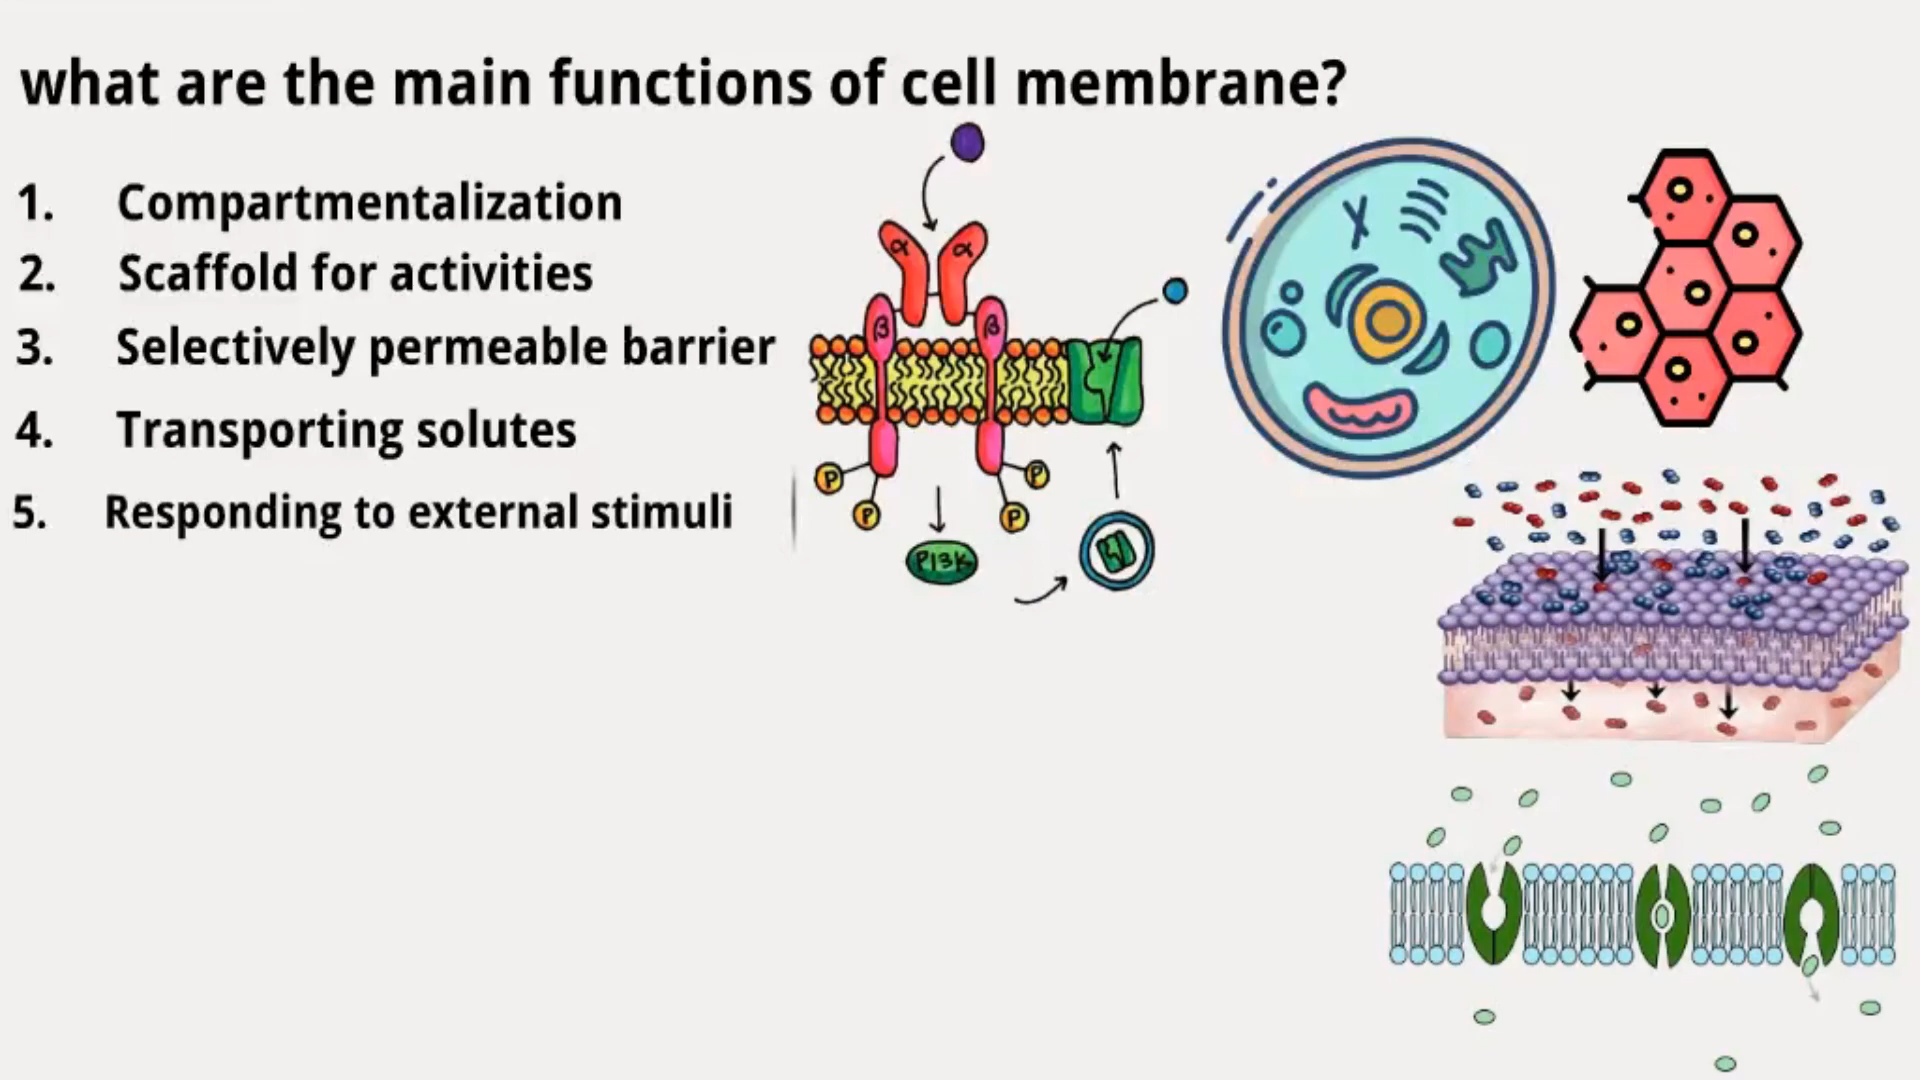 what are the main functions of cell membrane?
1. Compartmentalization
2. Scaffold for activities
3. Selectively permeable barrier
4. Transporting solutes
5. Responding to external stimuli
α α
β β
P P
P P
PI3K